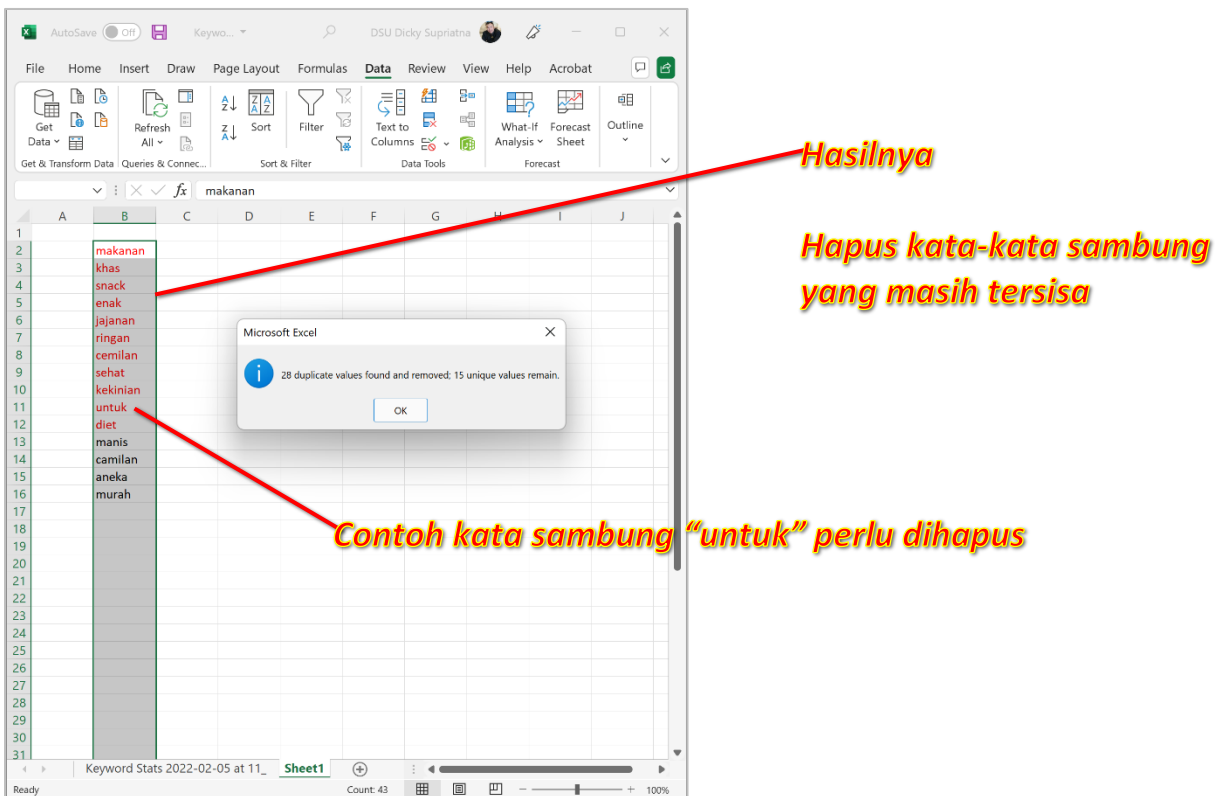 AutoSave Off Keywo... DSU Dicky Supriatna
File Home Insert Draw Page Layout Formulas Data Review View Help Acrobat
Get Data
Refresh All
Sort
Filter
Text to Columns
What-If Analysis
Forecast Sheet
Outline
Get & Transform Data Queries & Connec... Sort & Filter Data Tools Forecast
fx makanan
A B C D E F G H I J
1
2 makanan
3 khas
4 snack
5 enak
6 jajanan
7 ringan
8 cemilan
9 sehat
10 kekinian
11 untuk
12 diet
13 manis
14 camilan
15 aneka
16 murah
17
18
19
20
21
22
23
24
25
26
27
28
29
30
31
Microsoft Excel
28 duplicate values found and removed; 15 unique values remain.
OK
Hasilnya
Hapus kata-kata sambung
yang masih tersisa
Contoh kata sambung “untuk” perlu dihapus
Keyword Stats 2022-02-05 at 11_ Sheet1
Ready Count: 43 100%